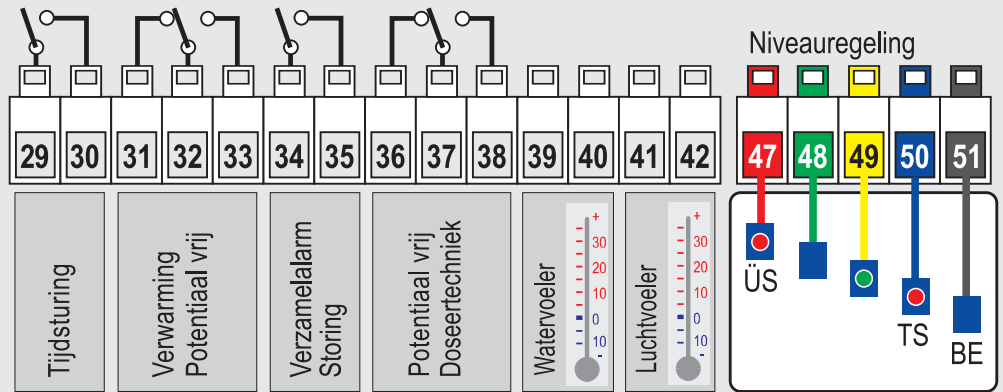 Niveauregeling
29 30 31 32 33 34 35 36 37 38 39 40 41 42 47 48 49 50 51
Tijdsturing
Verwarming
Potentiaal vrij
Verzamelalarm
Storing
Potentiaal vrij
Doseertechniek
Watervoeler
+
30
20
10
0
10
-
Luchtvoeler
+
30
20
10
0
10
-
ÜS
TS
BE